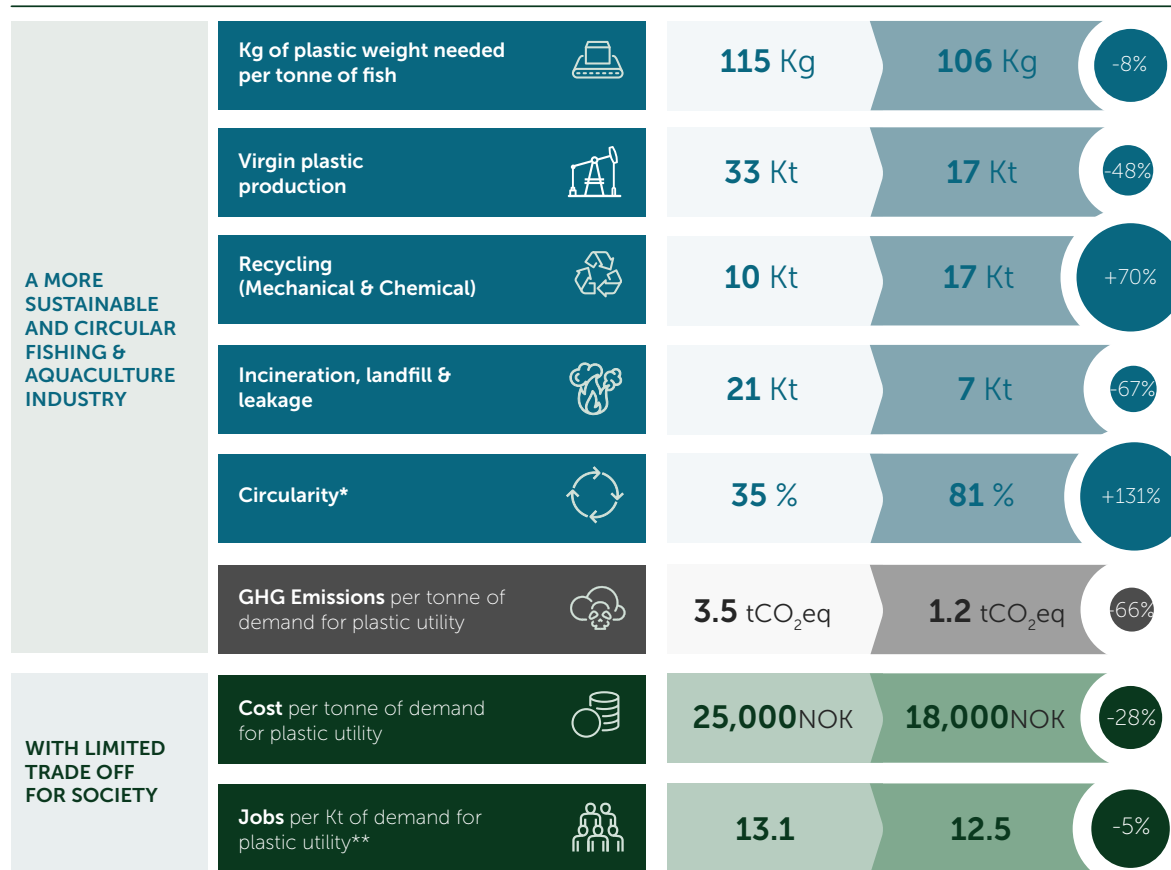 Kg of plastic weight needed
per tonne of fish
115 Kg
106 Kg
-8%
Virgin plastic
production
33 Kt
17 Kt
-48%
Recycling
(Mechanical & Chemical)
10 Kt
17 Kt
+70%
A MORE
SUSTAINABLE
AND CIRCULAR
FISHING &
AQUACULTURE
INDUSTRY
Incineration, landfill &
leakage
21 Kt
7 Kt
-67%
Circularity*
35 %
81 %
+131%
GHG Emissions per tonne of
demand for plastic utility
3.5 tCO₂eq
1.2 tCO₂eq
-66%
WITH LIMITED
TRADE OFF
FOR SOCIETY
Cost per tonne of demand
for plastic utility
25,000NOK
18,000NOK
-28%
Jobs per Kt of demand for
plastic utility**
13.1
12.5
-5%